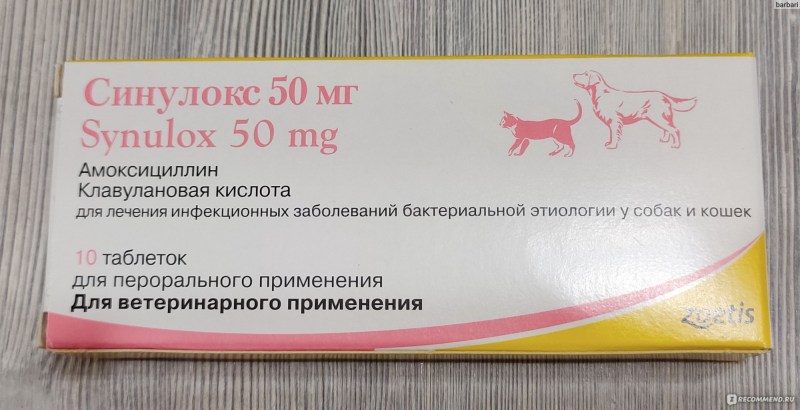 barbari
Синулокс 50 мг
Synulox 50 mg
Амоксициллин
Клавулановая кислота
для лечения инфекционных заболеваний бактериальной этиологии у собак и кошек
10 таблеток
для перорального применения
Для ветеринарного применения
zoetis
IRECOMMEND.RU